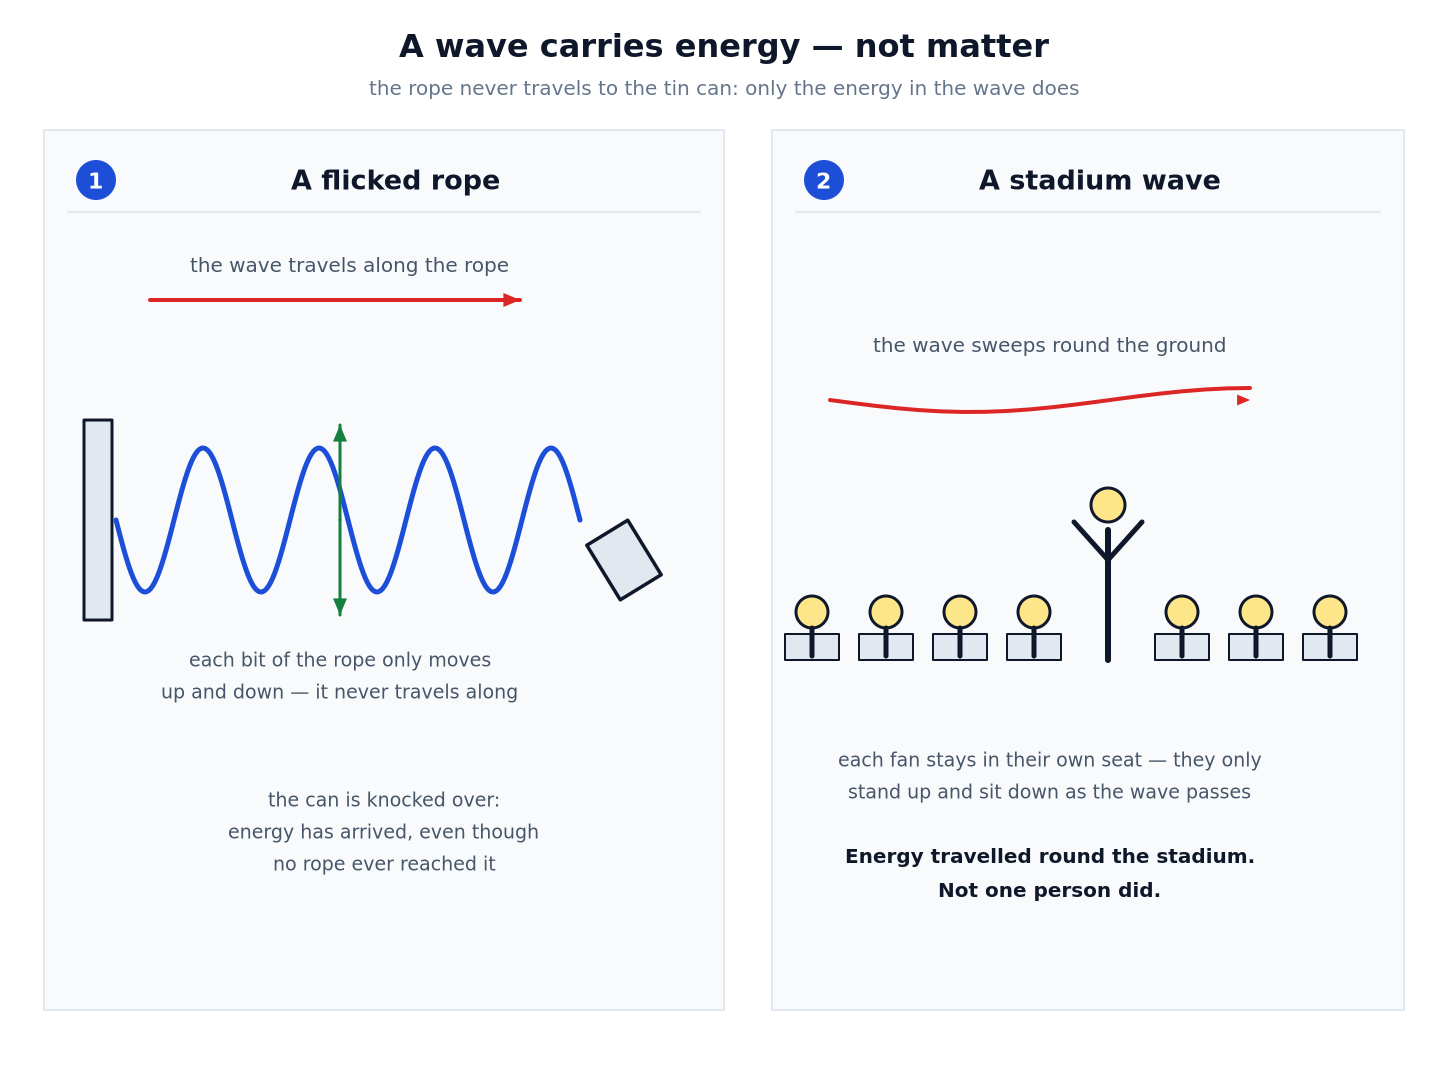 A wave carries energy — not matter
the rope never travels to the tin can: only the energy in the wave does
1
A flicked rope
the wave travels along the rope
each bit of the rope only moves
up and down — it never travels along
the can is knocked over:
energy has arrived, even though
no rope ever reached it
2
A stadium wave
the wave sweeps round the ground
each fan stays in their own seat — they only
stand up and sit down as the wave passes
Energy travelled round the stadium.
Not one person did.